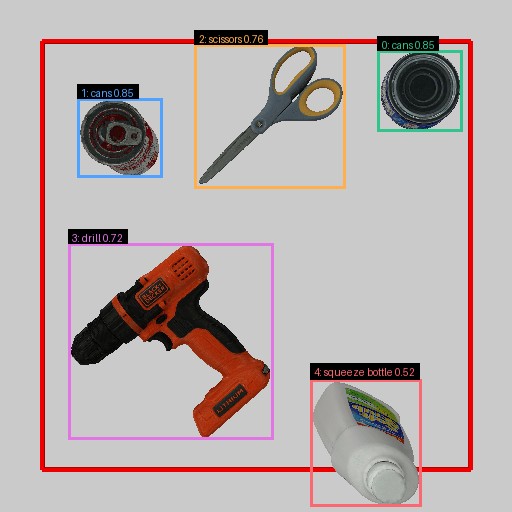 2: scissors 0.76
0: cans 0.85
1: cans 0.85
3: drill 0.72
BLACK+
DECKER
LITHIUM
4: squeeze bottle 0.52